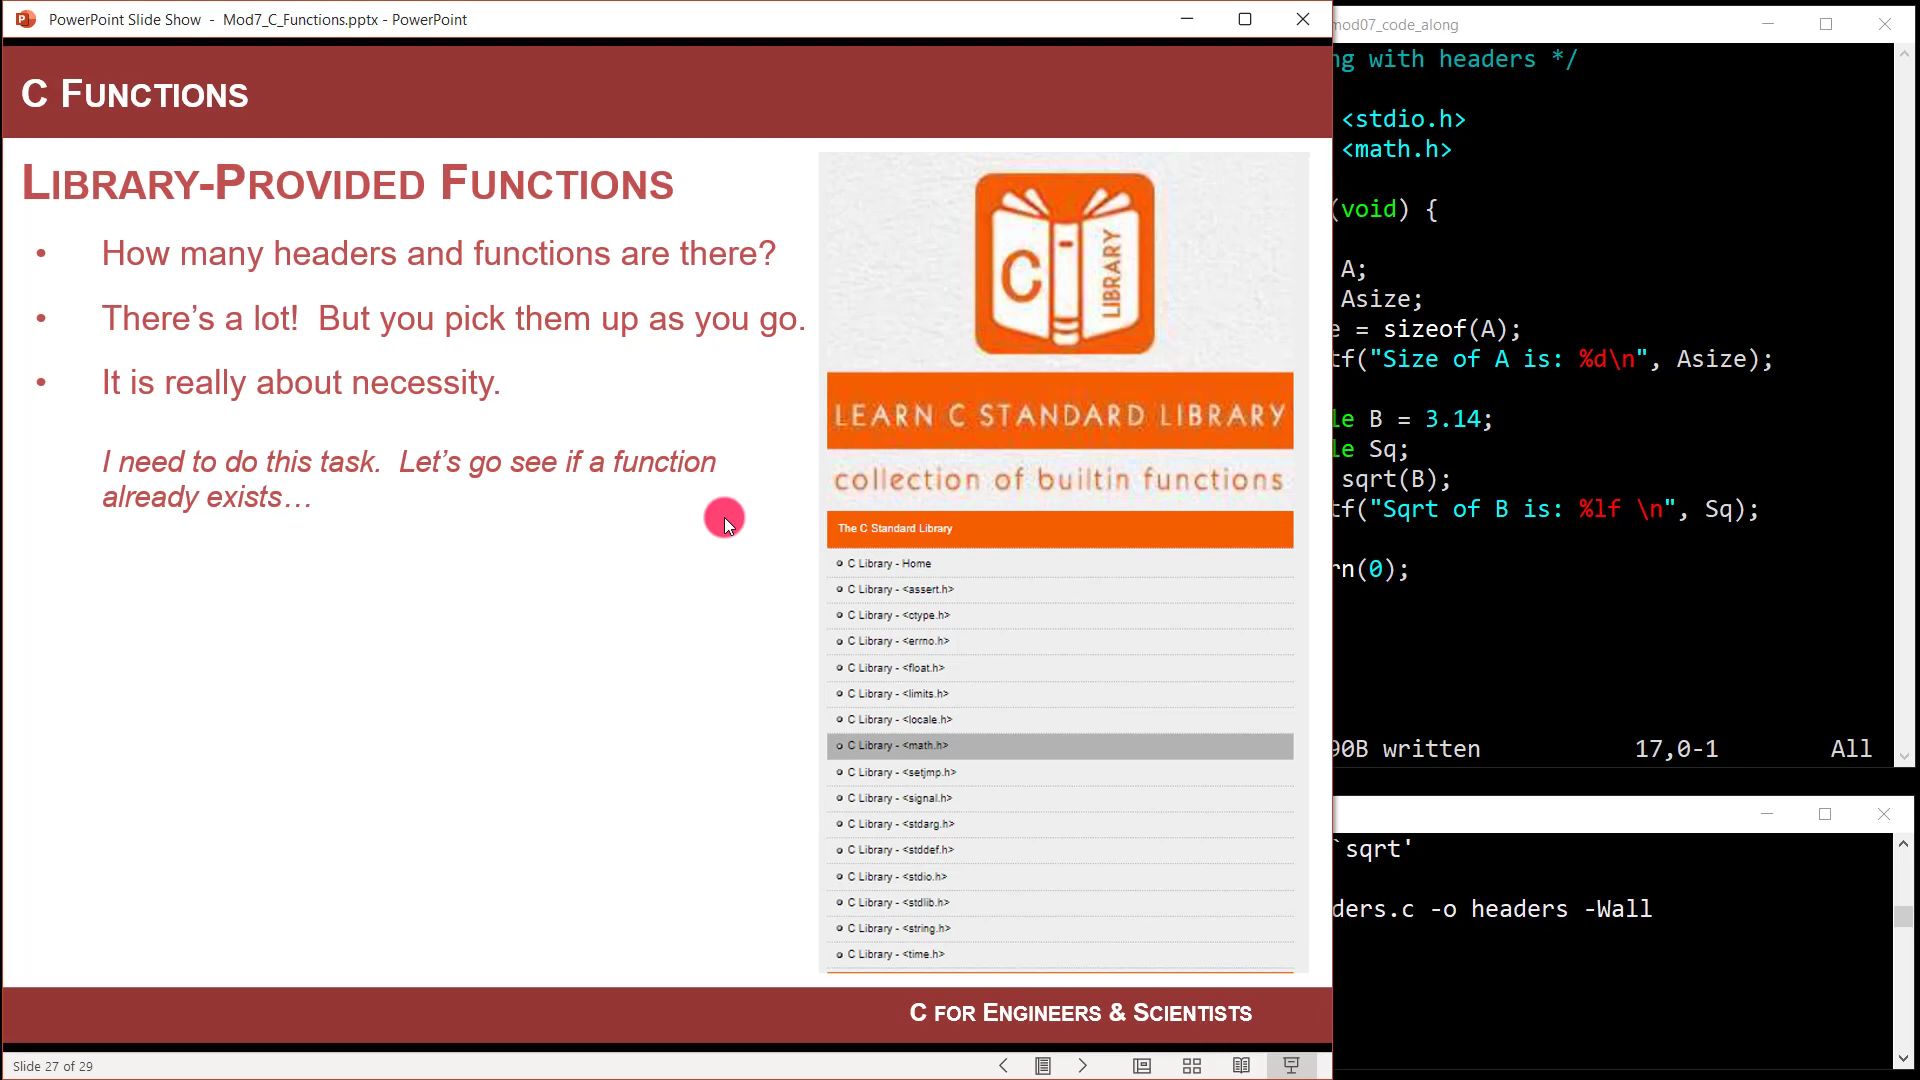 PowerPoint Slide Show - Mod7_C_Functions.pptx - PowerPoint
C FUNCTIONS
LIBRARY-PROVIDED FUNCTIONS
• How many headers and functions are there?
• There's a lot! But you pick them up as you go.
• It is really about necessity.
I need to do this task. Let's go see if a function
already exists…
C
LIBRARY
LEARN C STANDARD LIBRARY
collection of builtin functions
The C Standard Library
C Library - Home
C Library - <assert.h>
C Library - <ctype.h>
C Library - <errno.h>
C Library - <float.h>
C Library - <limits.h>
C Library - <locale.h>
C Library - <math.h>
C Library - <setjmp.h>
C Library - <signal.h>
C Library - <stdarg.h>
C Library - <stddef.h>
C Library - <stdio.h>
C Library - <stdlib.h>
C Library - <string.h>
C Library - <time.h>
C FOR ENGINEERS & SCIENTISTS
Slide 27 of 29
mod07_code_along
ng with headers */
<stdio.h>
<math.h>
(void) {
A;
Asize;
e = sizeof(A);
tf("Size of A is: %d\n", Asize);
le B = 3.14;
le Sq;
sqrt(B);
tf("Sqrt of B is: %lf \n", Sq);
rn(0);
90B written 17,0-1 All
`sqrt'
ders.c -o headers -Wall